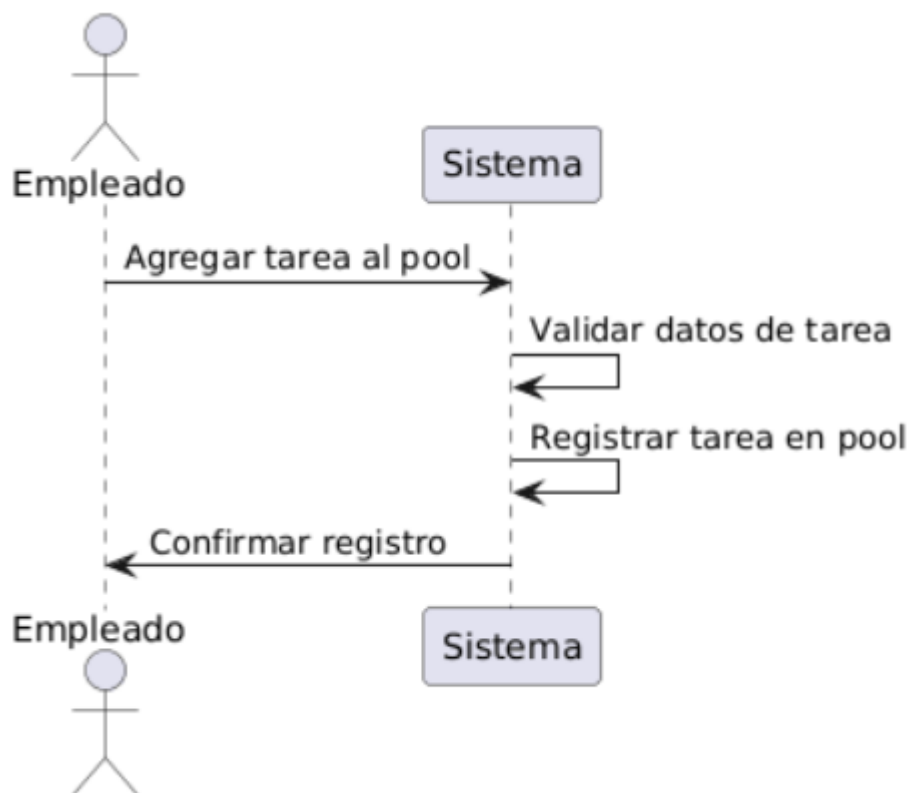 Empleado
Sistema
Agregar tarea al pool
Validar datos de tarea
Registrar tarea en pool
Confirmar registro
Empleado
Sistema